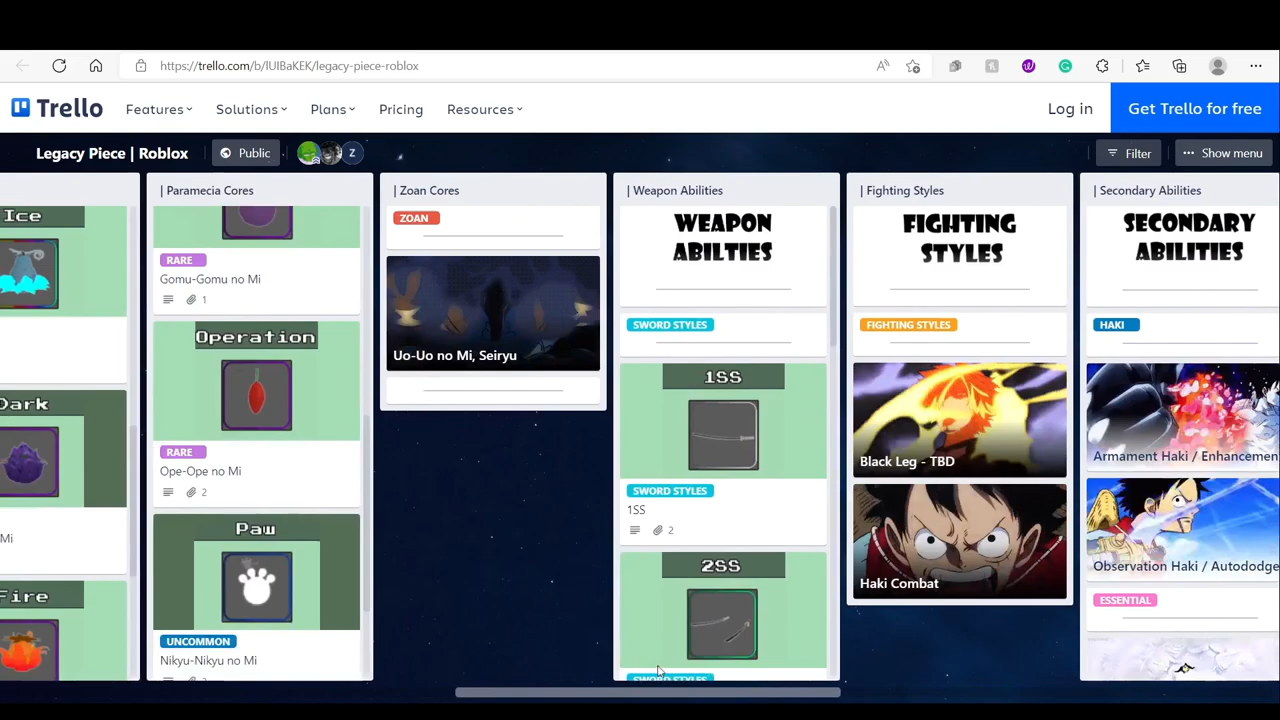 https://trello.com/b/lUIBaKEK/legacy-piece-roblox
Trello
Features
Solutions
Plans
Pricing
Resources
Log in
Get Trello for free
Legacy Piece | Roblox
Public
Z
Filter
Show menu
Ice
Dark
Mi
Fire
| Paramecia Cores
RARE
Gomu-Gomu no Mi
1
Operation
RARE
Ope-Ope no Mi
2
Paw
UNCOMMON
Nikyu-Nikyu no Mi
| Zoan Cores
ZOAN
Uo-Uo no Mi, Seiryu
| Weapon Abilities
WEAPON
ABILTIES
SWORD STYLES
1SS
SWORD STYLES
1SS
2
2SS
SWORD STYLES
| Fighting Styles
FIGHTING
STYLES
FIGHTING STYLES
Black Leg - TBD
Haki Combat
| Secondary Abilities
SECONDARY
ABILITIES
HAKI
Armament Haki / Enhancemen
Observation Haki / Autododge
ESSENTIAL